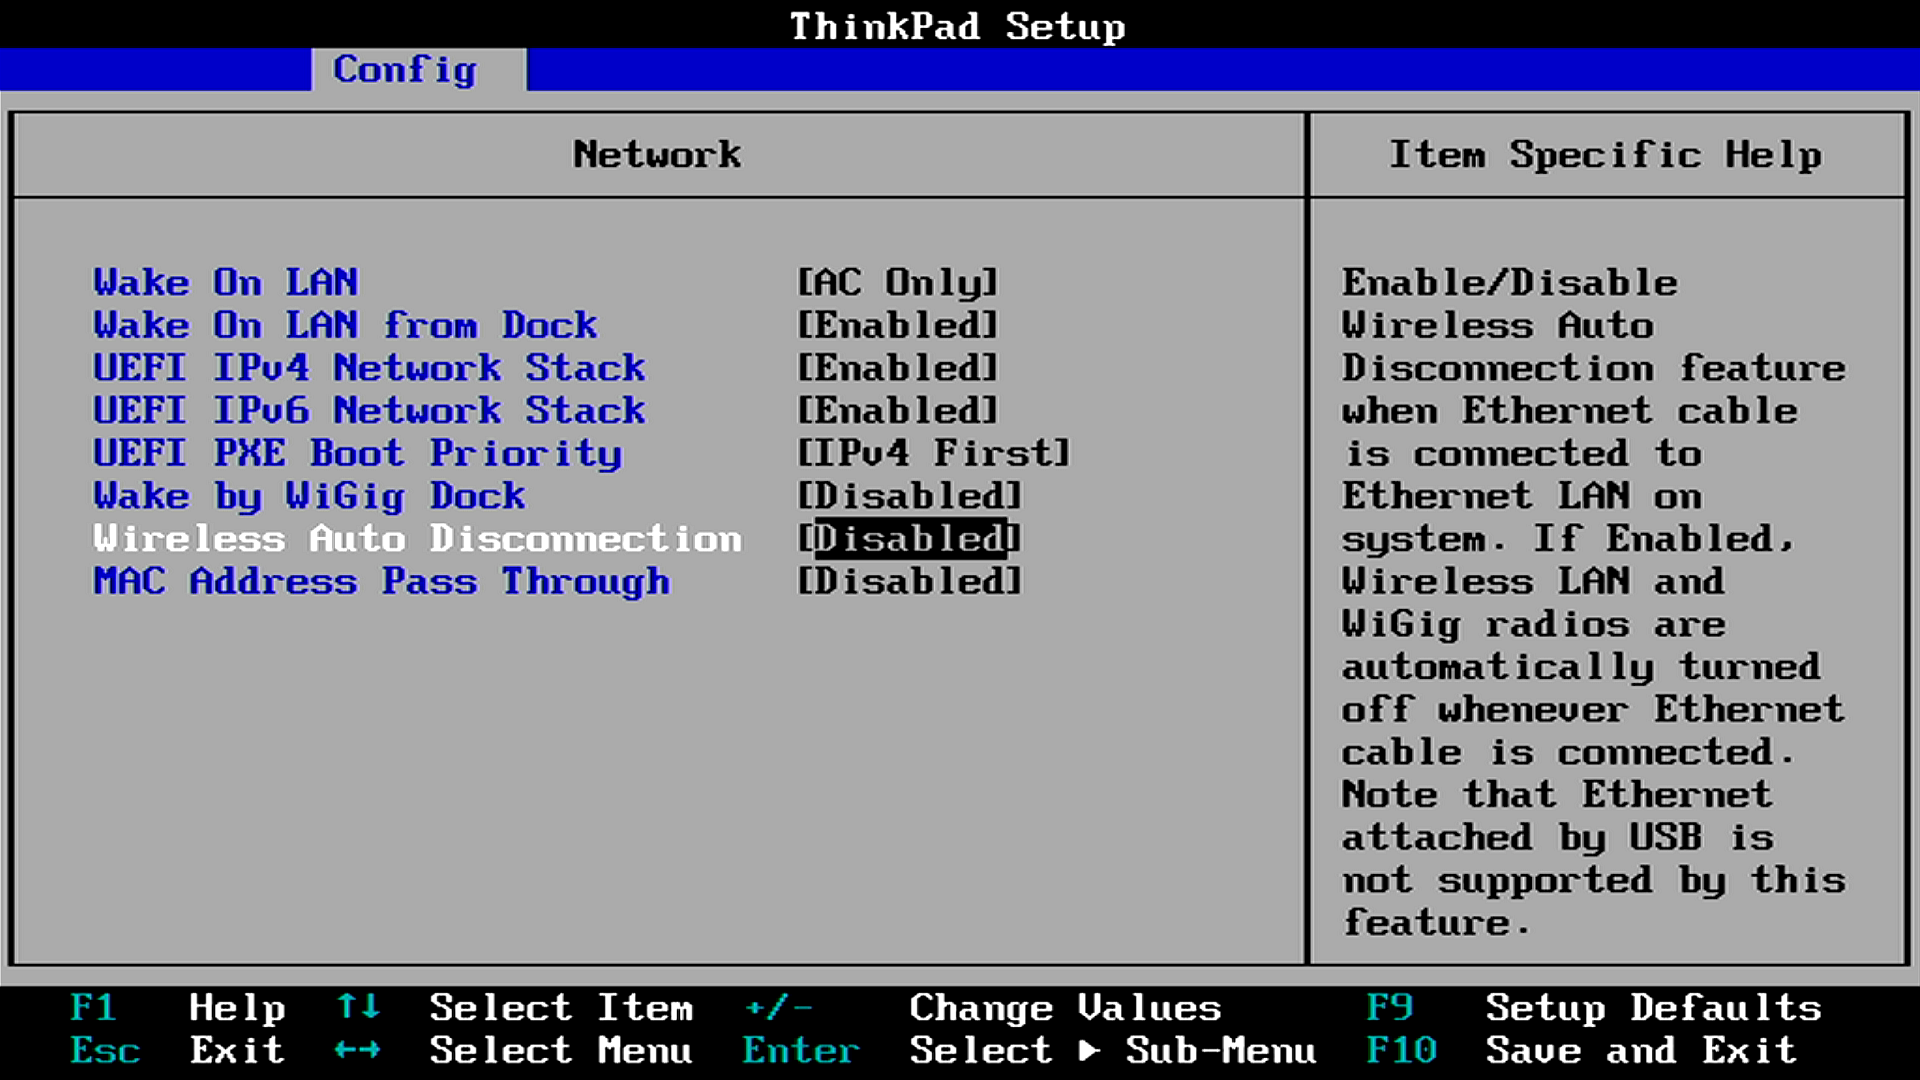 ThinkPad Setup
Config
Network
Item Specific Help
Wake On LAN [AC Only]
Wake On LAN from Dock [Enabled]
UEFI IPv4 Network Stack [Enabled]
UEFI IPv6 Network Stack [Enabled]
UEFI PXE Boot Priority [IPv4 First]
Wake by WiGig Dock [Disabled]
Wireless Auto Disconnection [Disabled]
MAC Address Pass Through [Disabled]
Enable/Disable
Wireless Auto
Disconnection feature
when Ethernet cable
is connected to
Ethernet LAN on
system. If Enabled,
Wireless LAN and
WiGig radios are
automatically turned
off whenever Ethernet
cable is connected.
Note that Ethernet
attached by USB is
not supported by this
feature.
F1 Help ↑↓ Select Item +/- Change Values F9 Setup Defaults
Esc Exit ←→ Select Menu Enter Select ▶ Sub-Menu F10 Save and Exit